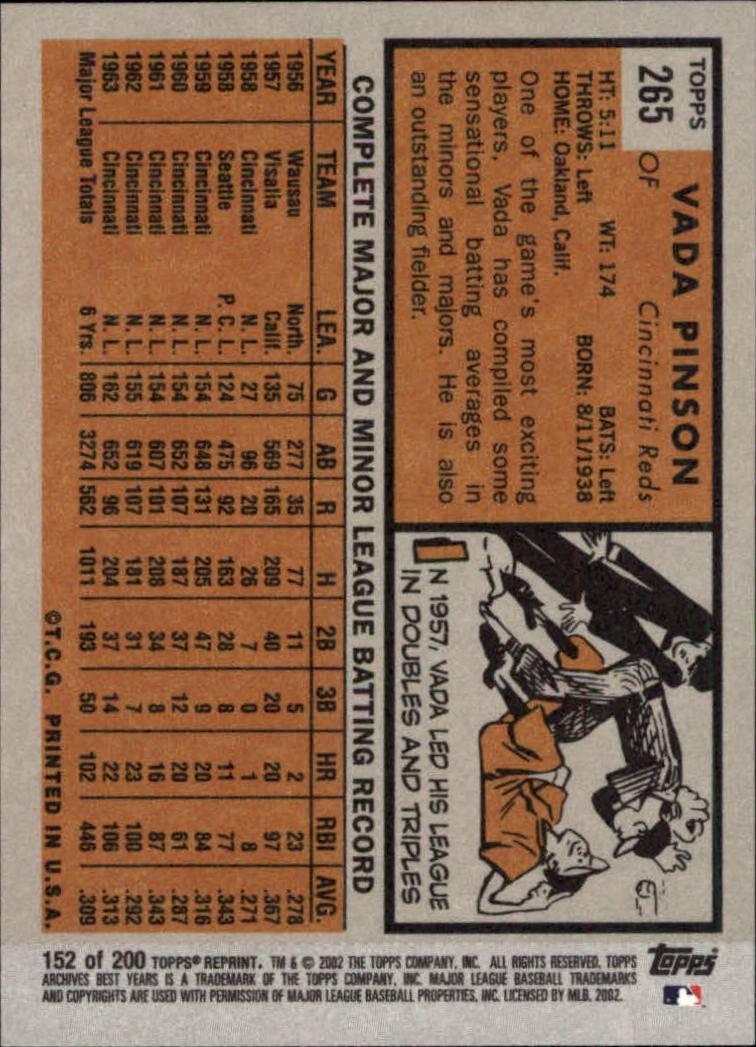 TOPPS
265
VADA PINSON
OF Cincinnati Reds
HT: 5:11 WT: 174 BATS: Left
THROWS: Left BORN: 8/11/1938
HOME: Oakland, Calif.
One of the game's most exciting
players, Vada has compiled some
sensational batting averages in
the minors and majors. He is also
an outstanding fielder.
IN 1957, VADA LED HIS LEAGUE
IN DOUBLES AND TRIPLES
COMPLETE MAJOR AND MINOR LEAGUE BATTING RECORD
YEAR TEAM LEA. G AB R H 2B 3B HR RBI AVG.
1956 Wausau North. 75 277 35 77 11 5 2 23 .278
1957 Visalia Calif. 135 569 165 209 40 20 20 97 .367
1958 Cincinnati N. L. 27 96 20 26 7 0 1 8 .271
1958 Seattle P. C. L. 124 475 92 163 28 8 11 77 .343
1959 Cincinnati N. L. 154 648 131 205 47 9 20 84 .316
1960 Cincinnati N. L. 154 652 107 187 37 12 20 61 .287
1961 Cincinnati N. L. 154 607 101 208 34 8 16 87 .343
1962 Cincinnati N. L. 155 619 107 181 31 7 23 100 .292
1963 Cincinnati N. L. 162 652 96 204 37 14 22 106 .313
Major League Totals 6 Yrs. 806 3274 562 1011 193 50 102 446 .309
©T.C.G. PRINTED IN U.S.A.
152 of 200 TOPPS® REPRINT. TM & © 2002 THE TOPPS COMPANY, INC. ALL RIGHTS RESERVED. TOPPS
ARCHIVES BEST YEARS IS A TRADEMARK OF THE TOPPS COMPANY, INC. MAJOR LEAGUE BASEBALL TRADEMARKS
AND COPYRIGHTS ARE USED WITH PERMISSION OF MAJOR LEAGUE BASEBALL PROPERTIES, INC. LICENSED BY MLB, 2002.
Topps